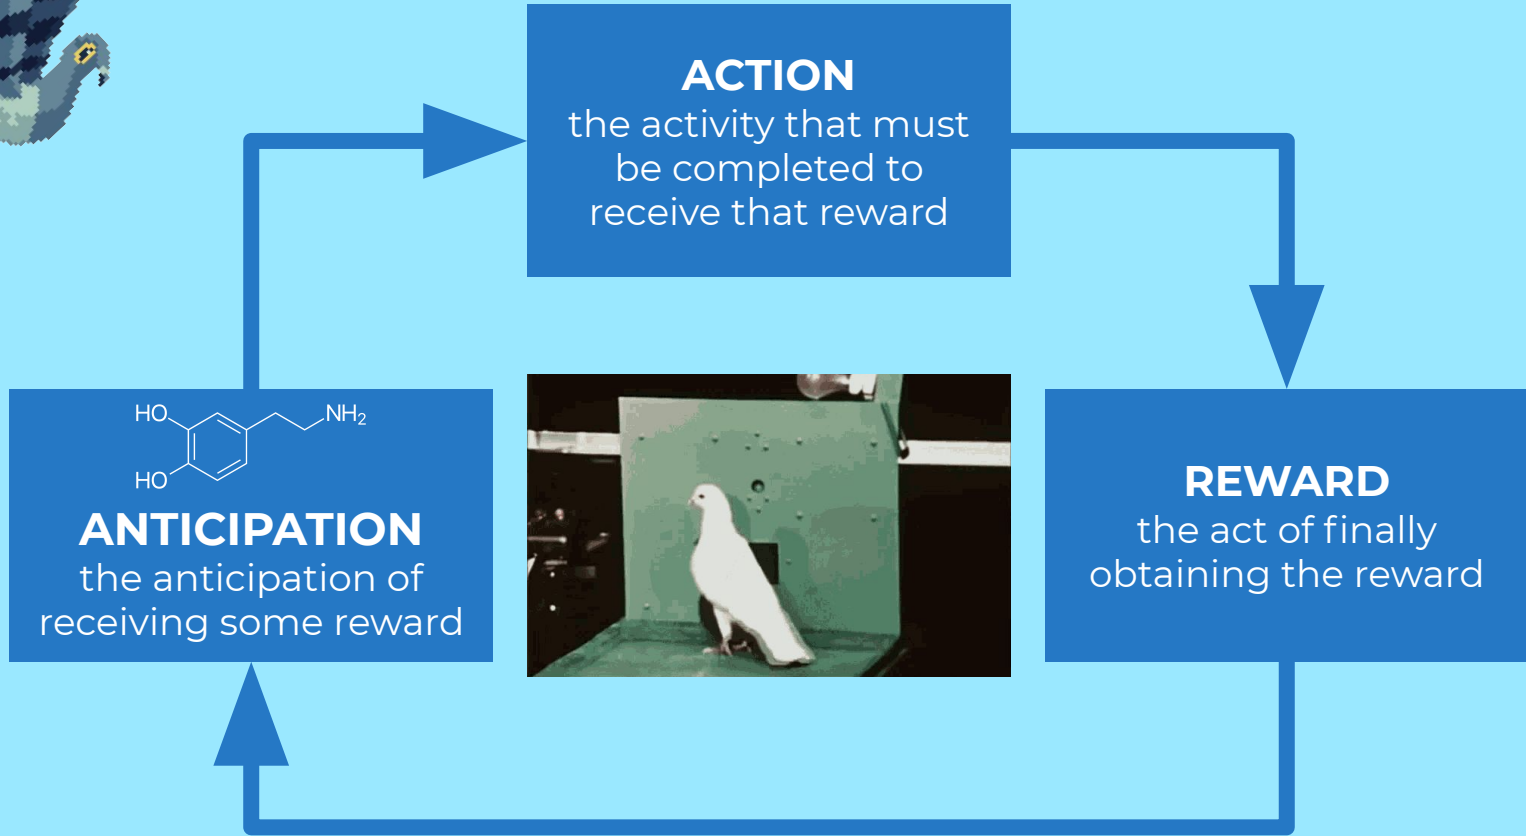 ACTION
the activity that must
be completed to
receive that reward
HO
NH2
HO
ANTICIPATION
the anticipation of
receiving some reward
REWARD
the act of finally
obtaining the reward